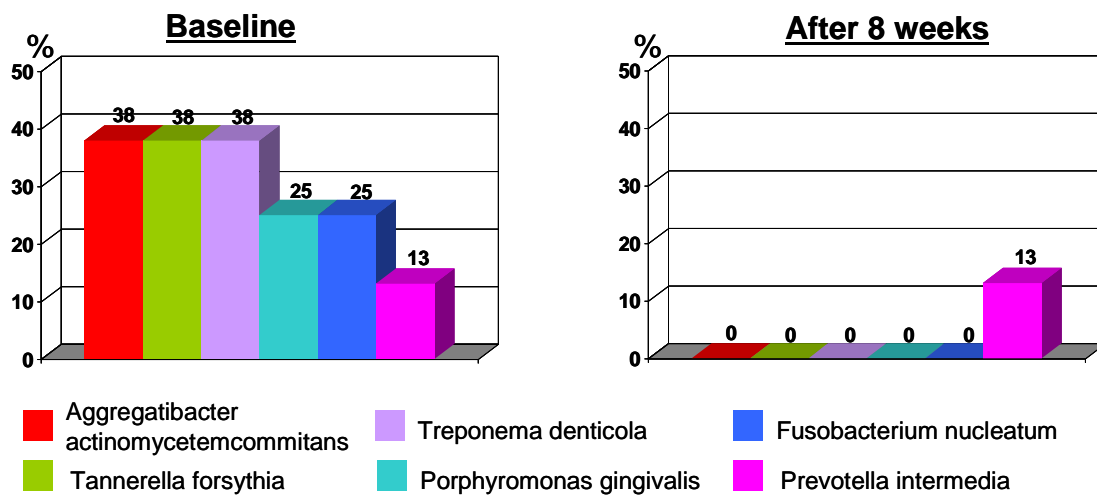 Baseline
%
50
40
30
20
10
0
38
38
38
25
25
13
After 8 weeks
%
50
40
30
20
10
0
0
0
0
0
0
13
Aggregatibacter
actinomycetemcommitans
Treponema denticola
Fusobacterium nucleatum
Tannerella forsythia
Porphyromonas gingivalis
Prevotella intermedia